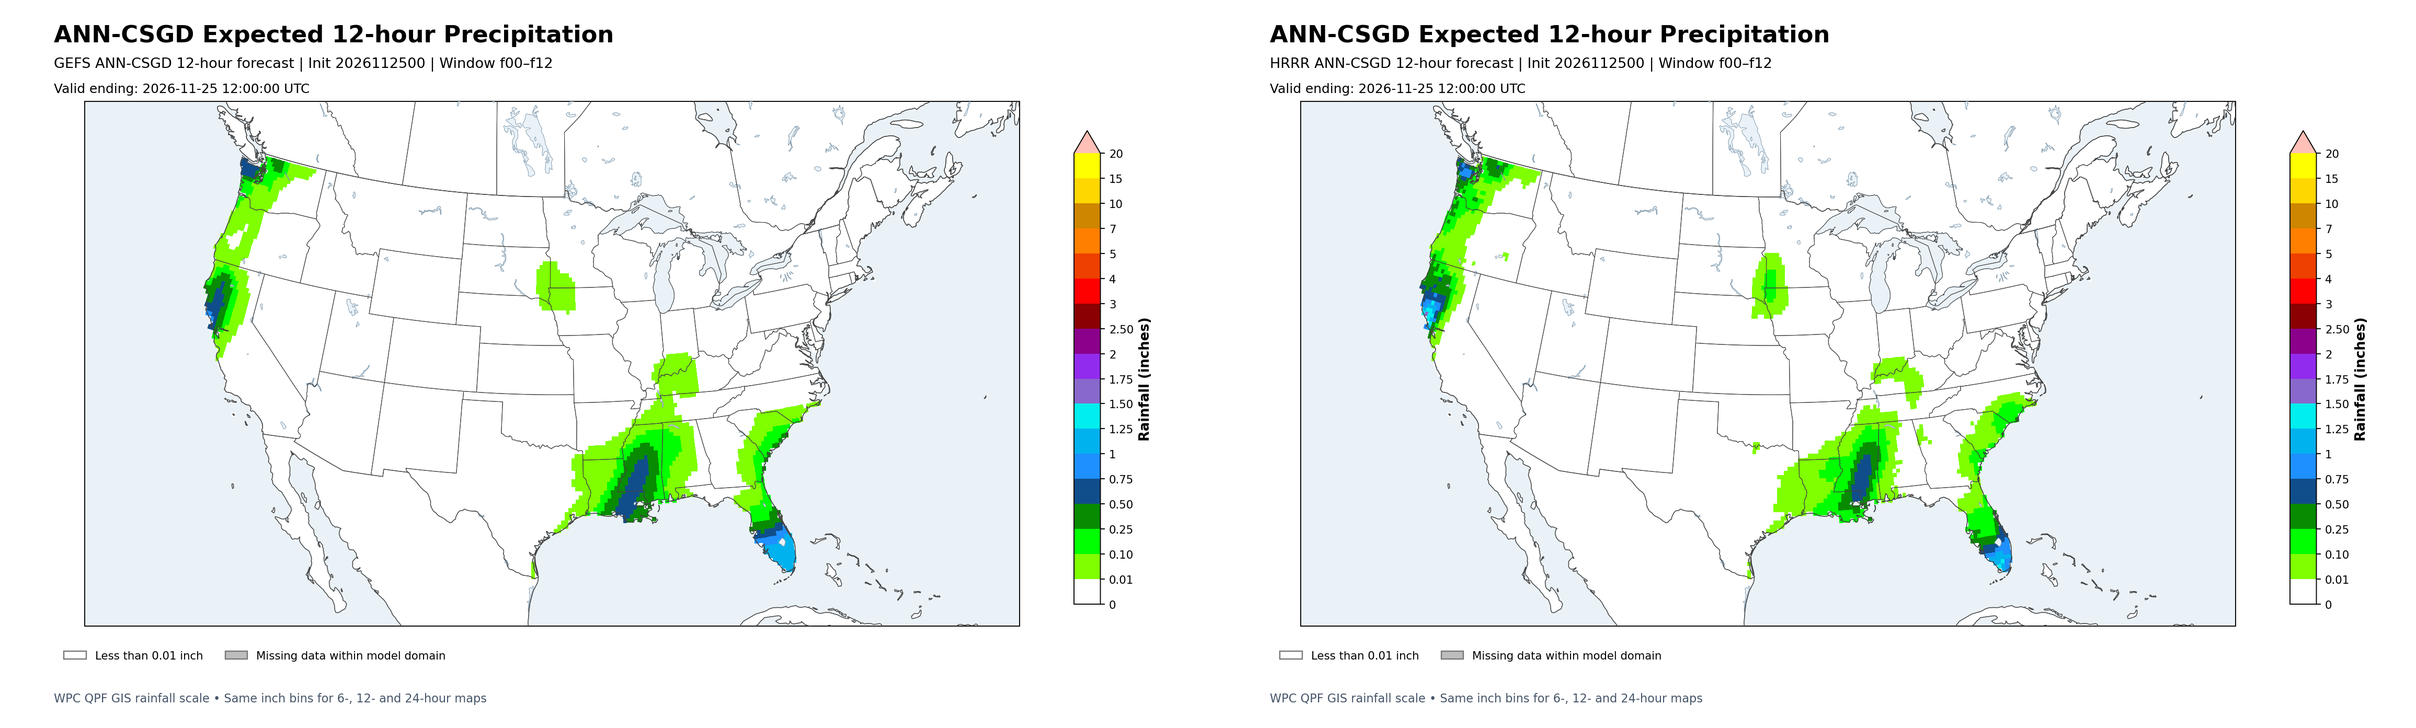 ANN-CSGD Expected 12-hour Precipitation
GEFS ANN-CSGD 12-hour forecast | Init 2026112500 | Window f00–f12
Valid ending: 2026-11-25 12:00:00 UTC
20
15
10
7
5
4
3
2.50
2
1.75
1.50
1.25
1
0.75
0.50
0.25
0.10
0.01
0
Rainfall (inches)
Less than 0.01 inch
Missing data within model domain
WPC QPF GIS rainfall scale • Same inch bins for 6-, 12- and 24-hour maps
ANN-CSGD Expected 12-hour Precipitation
HRRR ANN-CSGD 12-hour forecast | Init 2026112500 | Window f00–f12
Valid ending: 2026-11-25 12:00:00 UTC
20
15
10
7
5
4
3
2.50
2
1.75
1.50
1.25
1
0.75
0.50
0.25
0.10
0.01
0
Rainfall (inches)
Less than 0.01 inch
Missing data within model domain
WPC QPF GIS rainfall scale • Same inch bins for 6-, 12- and 24-hour maps